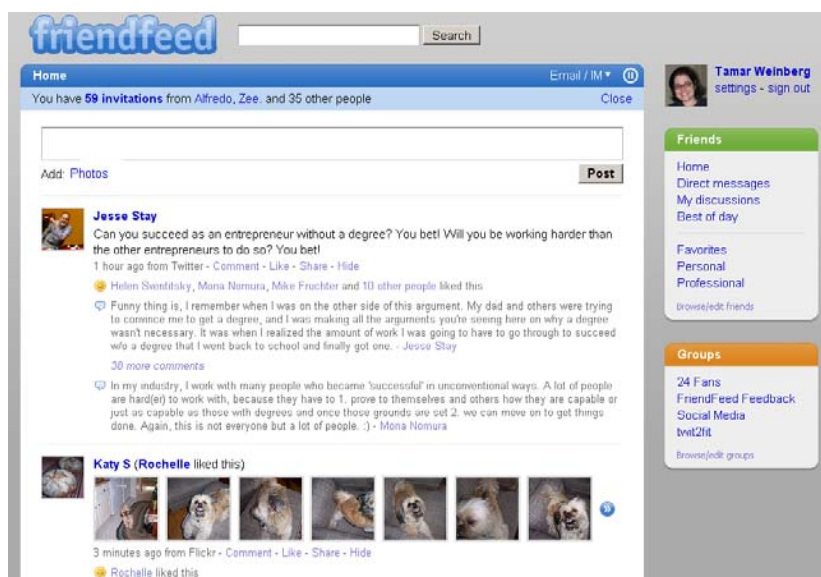 friendfeed
Search
Home
Email / IM
You have 59 invitations from Alfredo, Zee. and 35 other people
Close
Tamar Weinberg
settings - sign out
Add: Photos
Post
Jesse Stay
Can you succeed as an entrepreneur without a degree? You bet! Will you be working harder than
the other entrepreneurs to do so? You bet!
1 hour ago from Twitter - Comment - Like - Share - Hide
Helen Sventitsky, Mona Nomura, Mike Fruchter and 10 other people liked this
Funny thing is, I remember when I was on the other side of this argument. My dad and others were trying
to convince me to get a degree, and I was making all the arguments you're seeing here on why a degree
wasn't necessary. It was when I realized the amount of work I was going to have to go through to succeed
w/o a degree that I went back to school and finally got one. - Jesse Stay
38 more comments
In my industry, I work with many people who became 'successful' in unconventional ways. A lot of people
are hard(er) to work with, because they have to 1. prove to themselves and others how they are capable or
just as capable as those with degrees and once those grounds are set 2. we can move on to get things
done. Again, this is not everyone but a lot of people. :) - Mona Nomura
Katy S (Rochelle liked this)
3 minutes ago from Flickr - Comment - Like - Share - Hide
Rochelle liked this
Friends
Home
Direct messages
My discussions
Best of day
Favorites
Personal
Professional
Browse/edit friends
Groups
24 Fans
FriendFeed Feedback
Social Media
twit2fit
Browse/edit groups